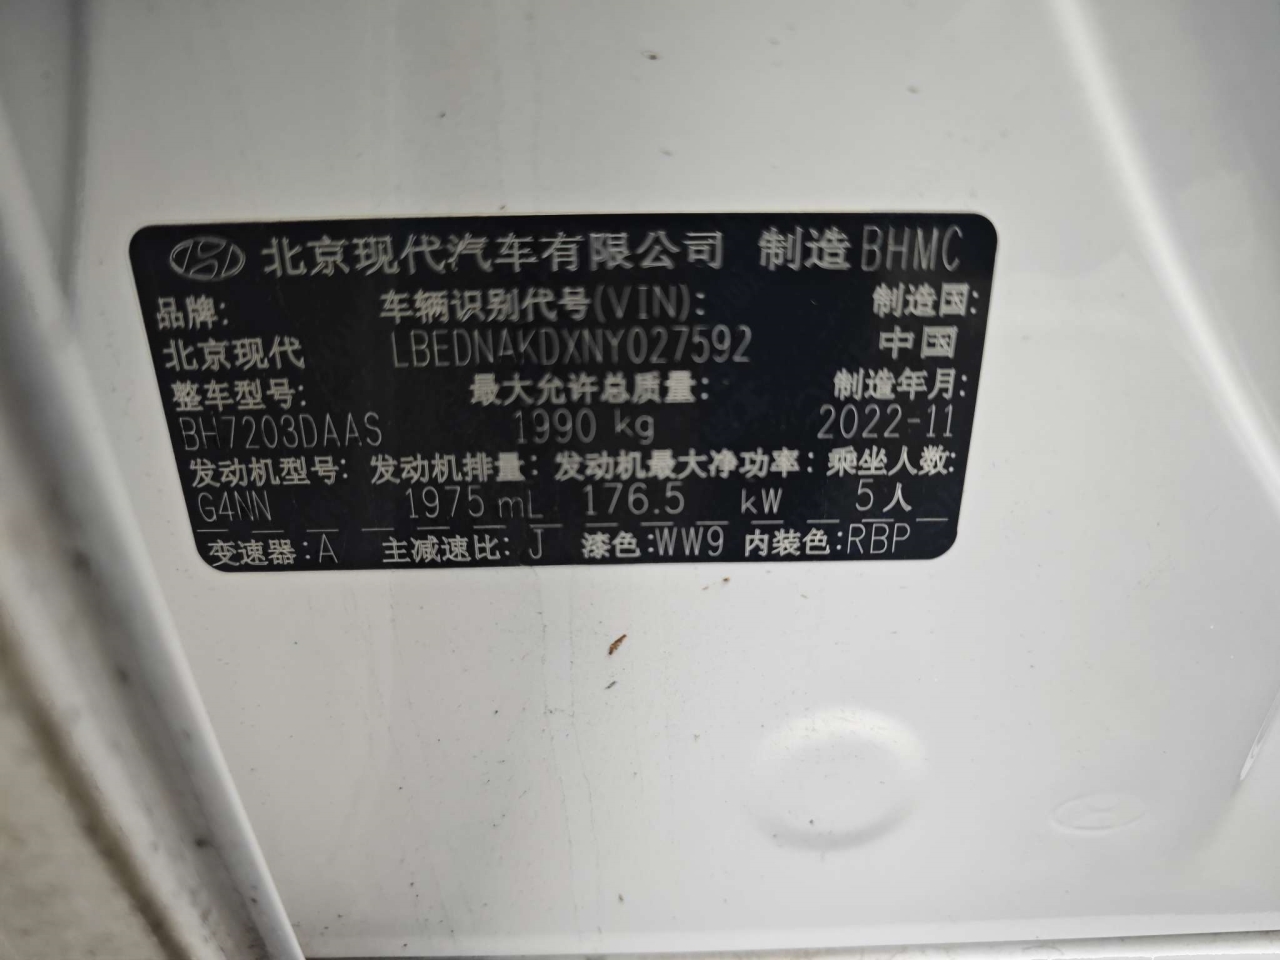 北京现代汽车有限公司 制造 BHMC
品牌: 车辆识别代号(VIN): 制造国:
北京现代 LBEDNAKDXNY027592 中国
整车型号: 最大允许总质量: 制造年月:
BH7203DAAS 1990 kg 2022-11
发动机型号: 发动机排量: 发动机最大净功率: 乘坐人数:
G4NN 1975 mL 176.5 kW 5人
变速器: A 主减速比: J 漆色:WW9 内装色:RBP